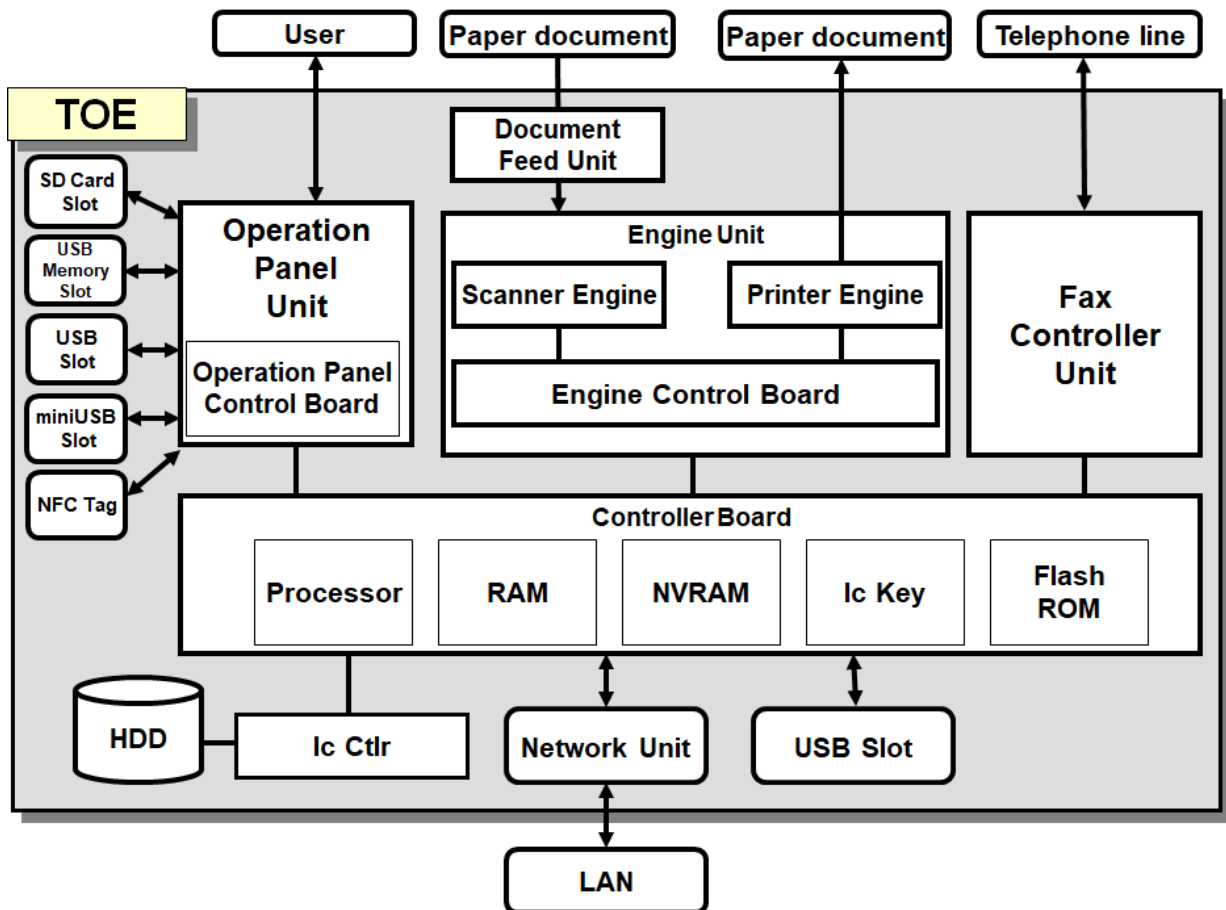 User
Paper document
Paper document
Telephone line
TOE
Document
Feed Unit
SD Card
Slot
USB
Memory
Slot
USB
Slot
miniUSB
Slot
NFC Tag
Operation
Panel
Unit
Operation Panel
Control Board
Engine Unit
Scanner Engine
Printer Engine
Engine Control Board
Fax
Controller
Unit
Controller Board
Processor
RAM
NVRAM
Ic Key
Flash
ROM
HDD
Ic Ctlr
Network Unit
USB Slot
LAN